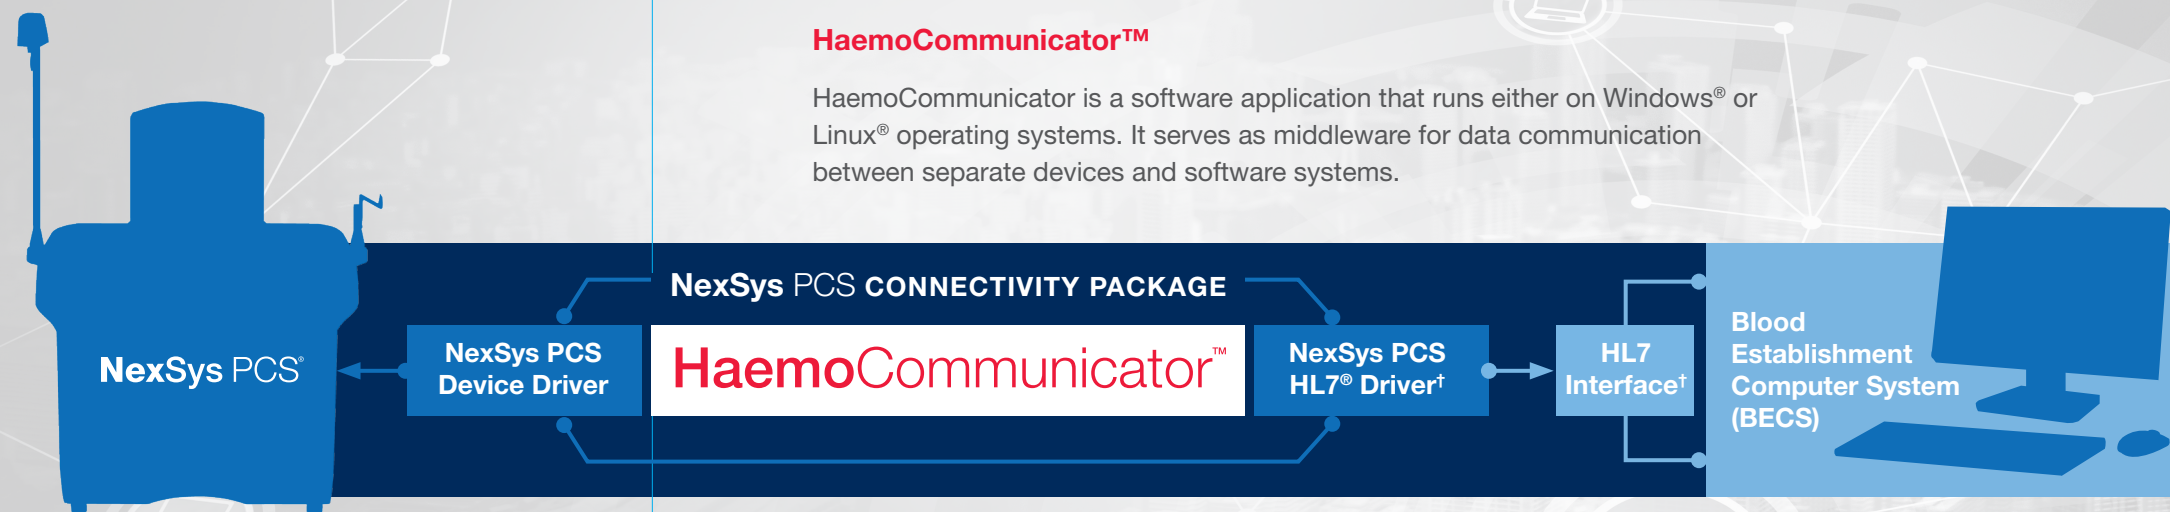 HaemoCommunicator™
HaemoCommunicator is a software application that runs either on Windows® or
Linux® operating systems. It serves as middleware for data communication
between separate devices and software systems.
NexSys PCS CONNECTIVITY PACKAGE
NexSys PCS®
NexSys PCS
Device Driver
HaemoCommunicator™
NexSys PCS
HL7® Driver†
HL7
Interface†
Blood
Establishment
Computer System
(BECS)